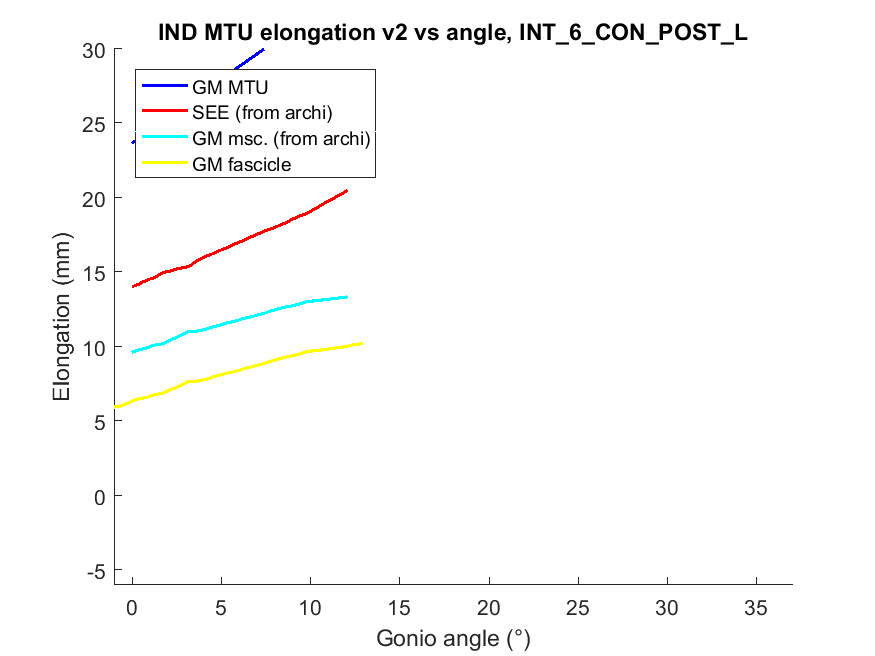 IND MTU elongation v2 vs angle, INT_6_CON_POST_L
30
25
20
15
10
5
0
-5
Elongation (mm)
GM MTU
SEE (from archi)
GM msc. (from archi)
GM fascicle
0 5 10 15 20 25 30 35
Gonio angle (°)